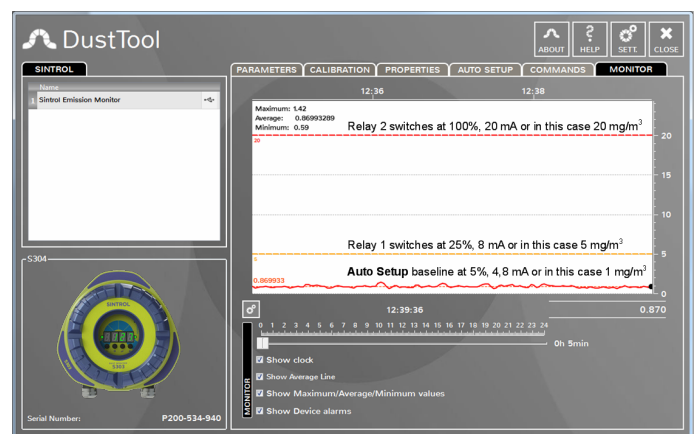 DustTool
ABOUT
HELP
SETT.
CLOSE
SINTROL
PARAMETERS
CALIBRATION
PROPERTIES
AUTO SETUP
COMMANDS
MONITOR
Name
1 Sintrol Emission Monitor
12:36
12:38
Maximum: 1.42
Average: 0.86993289
Minimum: 0.59
Relay 2 switches at 100%, 20 mA or in this case 20 mg/m³
20
20
15
10
Relay 1 switches at 25%, 8 mA or in this case 5 mg/m³
5
5
Auto Setup baseline at 5%, 4,8 mA or in this case 1 mg/m³
0.869933
0
S304
SINTROL
S303
12:39:36
0.870
0 1 2 3 4 5 6 7 8 9 10 11 12 13 14 15 16 17 18 19 20 21 22 23 24
0h 5min
MONITOR
Show clock
Show Average Line
Show Maximum/Average/Minimum values
Show Device alarms
Serial Number:
P200-534-940